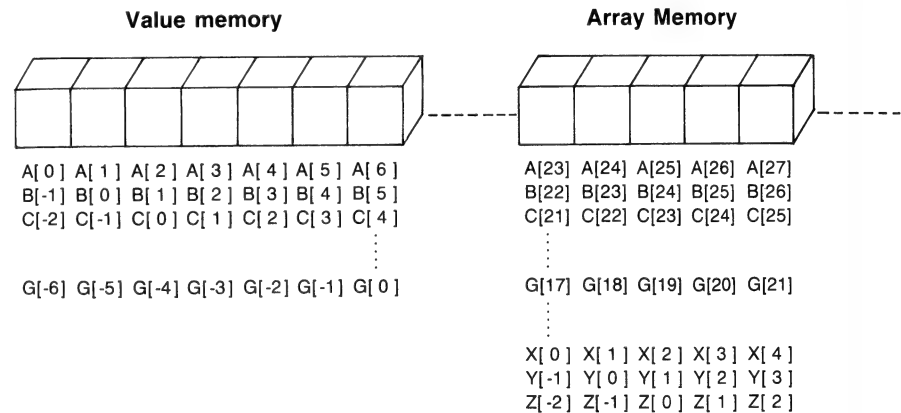 Value memory
Array Memory
A[ 0 ] A[ 1 ] A[ 2 ] A[ 3 ] A[ 4 ] A[ 5 ] A[ 6 ]
B[-1] B[ 0 ] B[ 1 ] B[ 2 ] B[ 3 ] B[ 4 ] B[ 5 ]
C[-2] C[-1] C[ 0 ] C[ 1 ] C[ 2 ] C[ 3 ] C[ 4 ]
G[-6] G[-5] G[-4] G[-3] G[-2] G[-1] G[ 0 ]
A[23] A[24] A[25] A[26] A[27]
B[22] B[23] B[24] B[25] B[26]
C[21] C[22] C[23] C[24] C[25]
G[17] G[18] G[19] G[20] G[21]
X[ 0 ] X[ 1 ] X[ 2 ] X[ 3 ] X[ 4 ]
Y[-1] Y[ 0 ] Y[ 1 ] Y[ 2 ] Y[ 3 ]
Z[-2] Z[-1] Z[ 0 ] Z[ 1 ] Z[ 2 ]